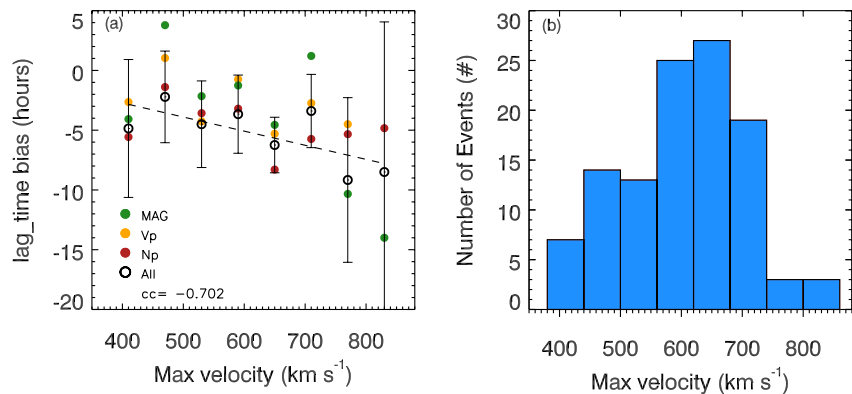 (a)
5
0
-5
-10
-15
-20
lag_time bias (hours)
MAG
Vp
Np
All
cc= -0.702
400 500 600 700 800
Max velocity (km s⁻¹)
(b)
30
25
20
15
10
5
0
Number of Events (#)
400 500 600 700 800
Max velocity (km s⁻¹)